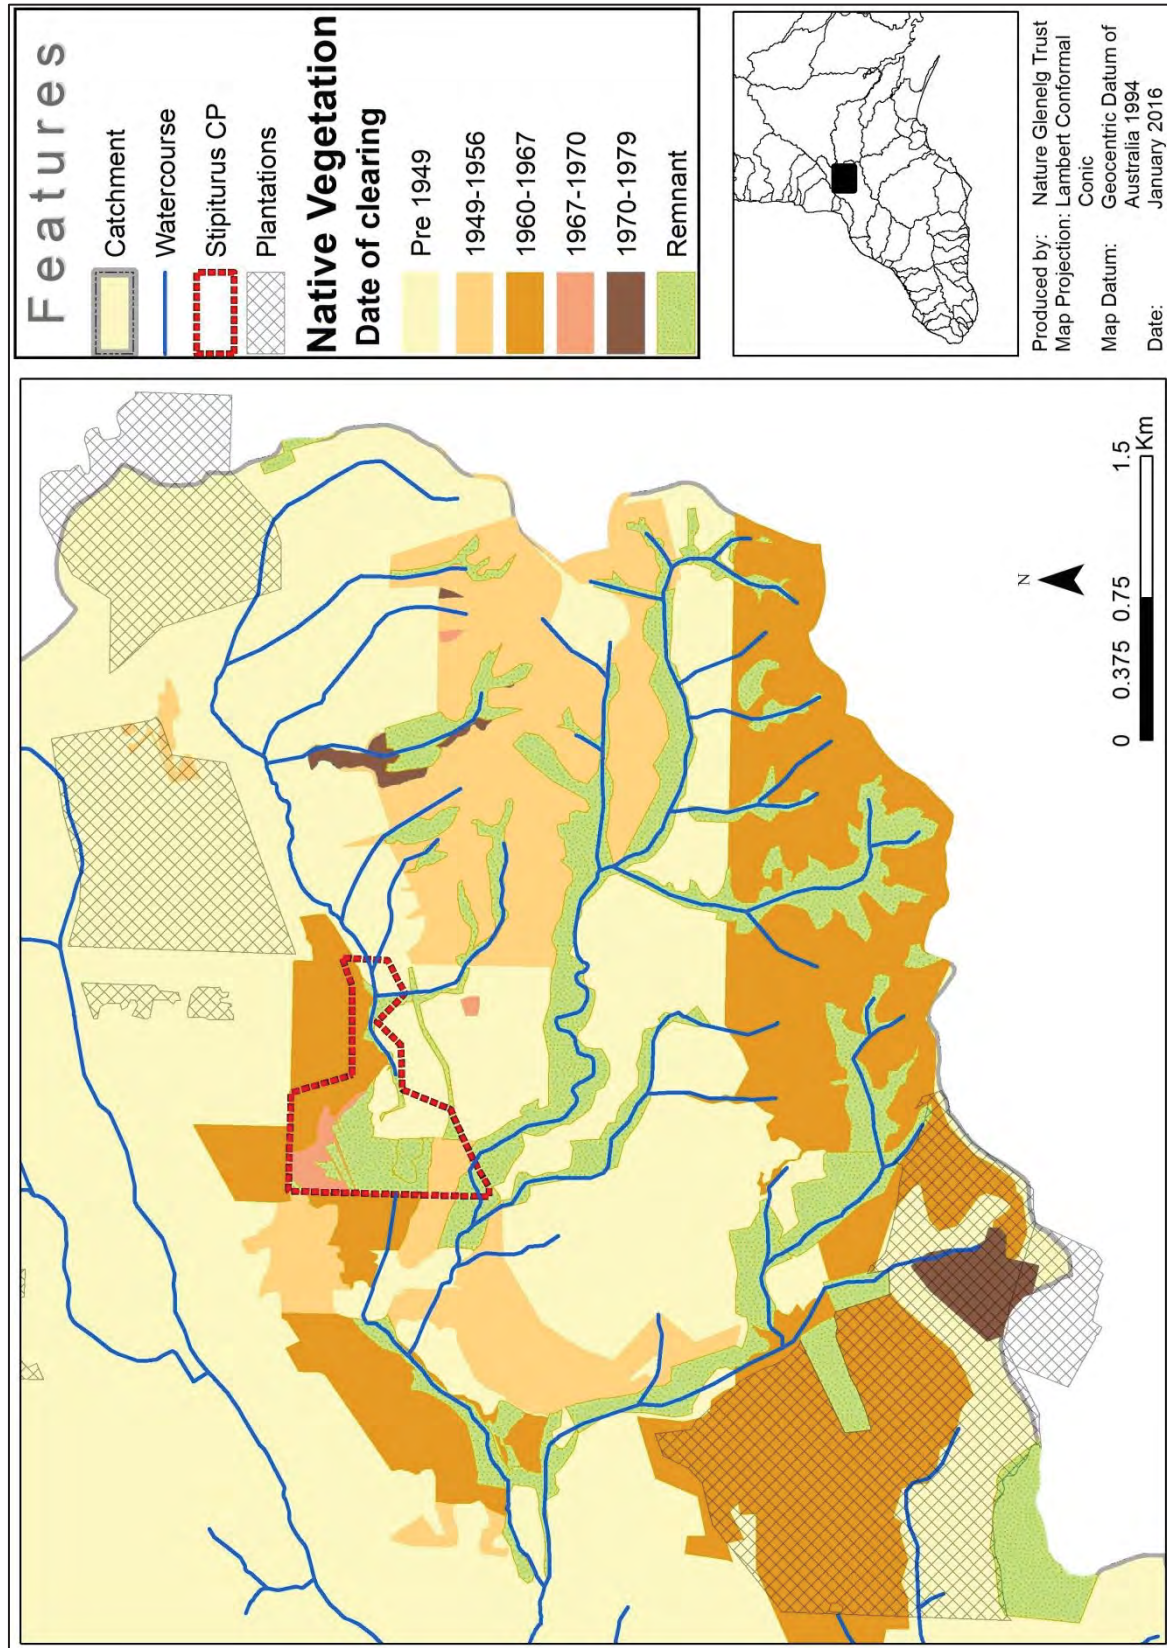 Features
Catchment
Watercourse
Stipiturus CP
Plantations
Native Vegetation
Date of clearing
Pre 1949
1949-1956
1960-1967
1967-1970
1970-1979
Remnant
Produced by: Nature Glenelg Trust
Map Projection: Lambert Conformal
Conic
Map Datum: Geocentric Datum of
Australia 1994
Date: January 2016
N
0 0.375 0.75 1.5
Km